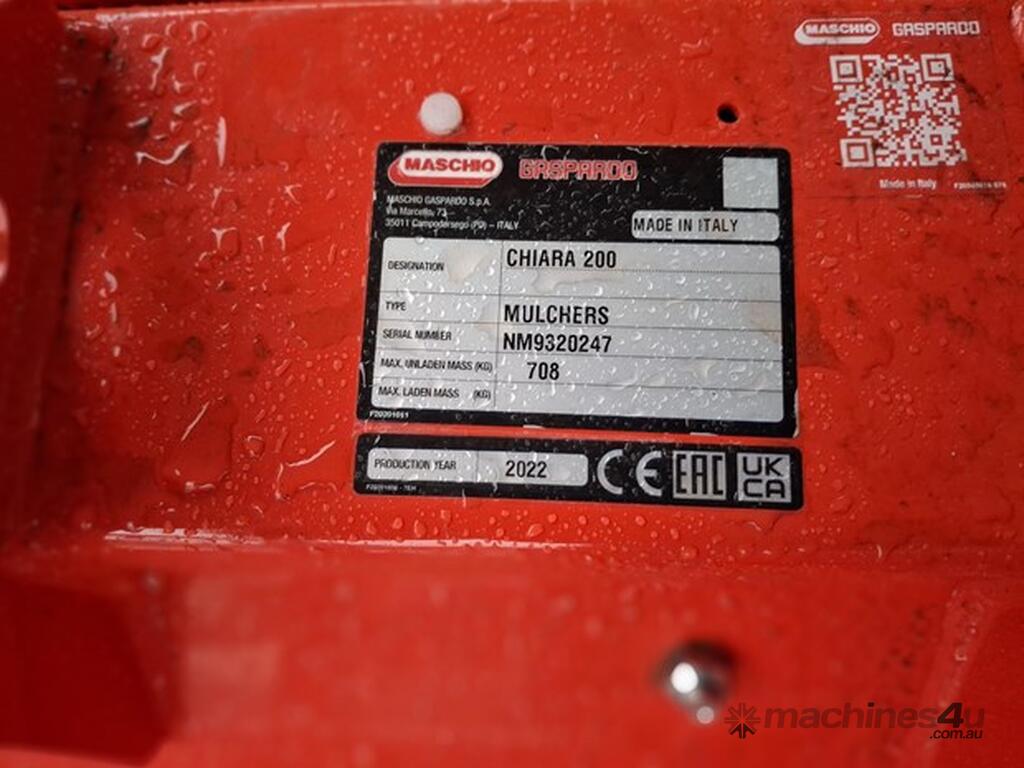 MASCHIO GASPARDO
Made in Italy
MASCHIO GASPARDO
MASCHIO GASPARDO S.p.A.
Via Marcello, 73
35011 Campodarsego (PD) – ITALY
MADE IN ITALY
DESIGNATION CHIARA 200
TYPE MULCHERS
SERIAL NUMBER NM9320247
MAX. UNLADEN MASS (KG) 708
MAX. LADEN MASS (KG)
F20201011
PRODUCTION YEAR 2022 CE EAC UK CA
machines4u
.com.au